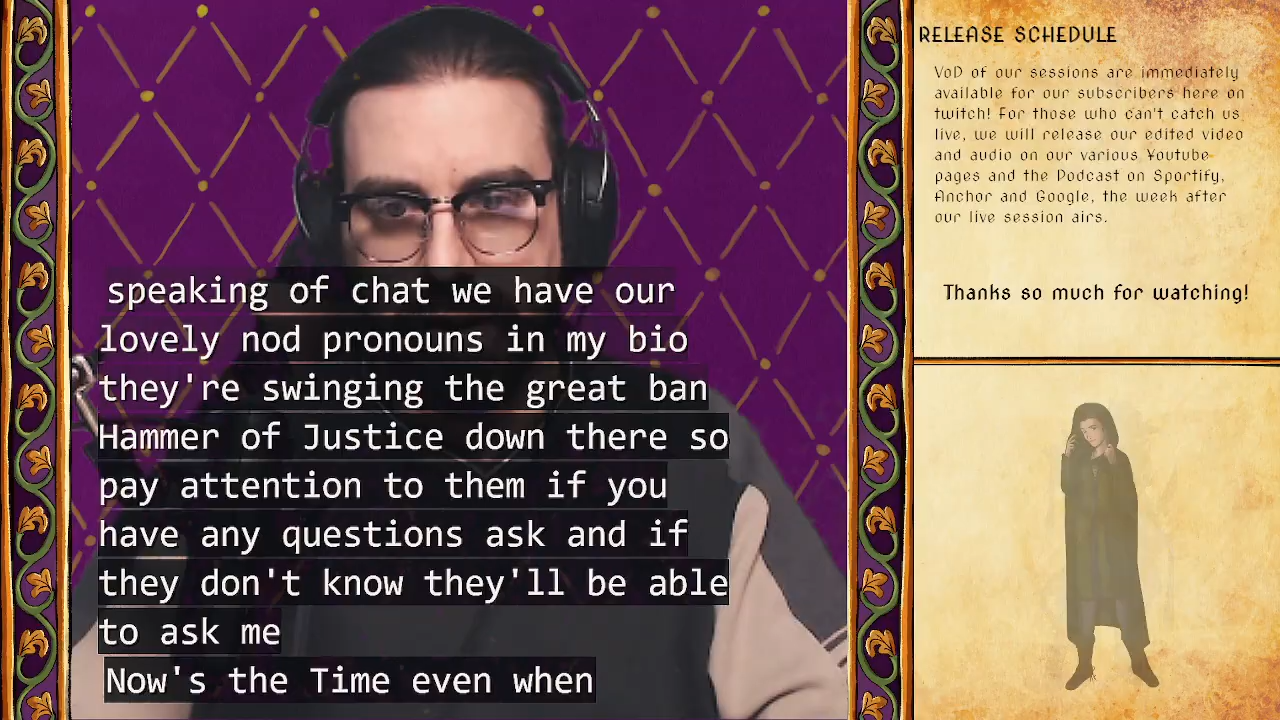 RELEASE SCHEDULE
VoD of our sessions are immediately
available for our subscribers here on
twitch! For those who can't catch us
live, we will release our edited video
and audio on our various Youtube
pages and the Podcast on Sportify,
Anchor and Google, the week after
our live session airs.
Thanks so much for watching!
speaking of chat we have our
lovely nod pronouns in my bio
they're swinging the great ban
Hammer of Justice down there so
pay attention to them if you
have any questions ask and if
they don't know they'll be able
to ask me
Now's the Time even when